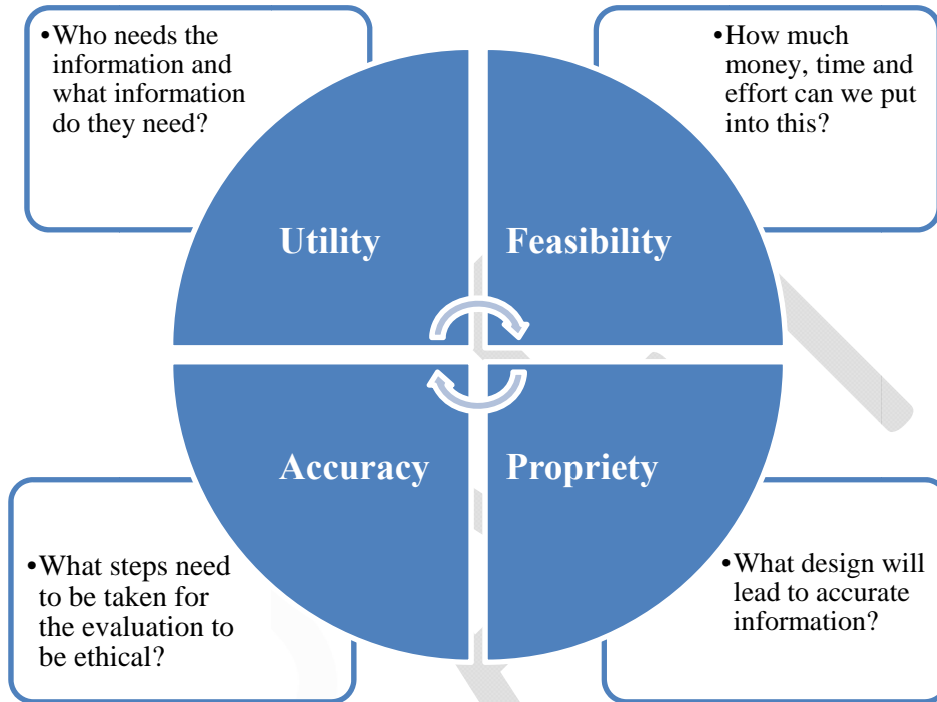 •Who needs the
information and
what information
do they need?
•How much
money, time and
effort can we put
into this?
Utility
Feasibility
Accuracy
Propriety
•What steps need
to be taken for
the evaluation to
be ethical?
•What design will
lead to accurate
information?